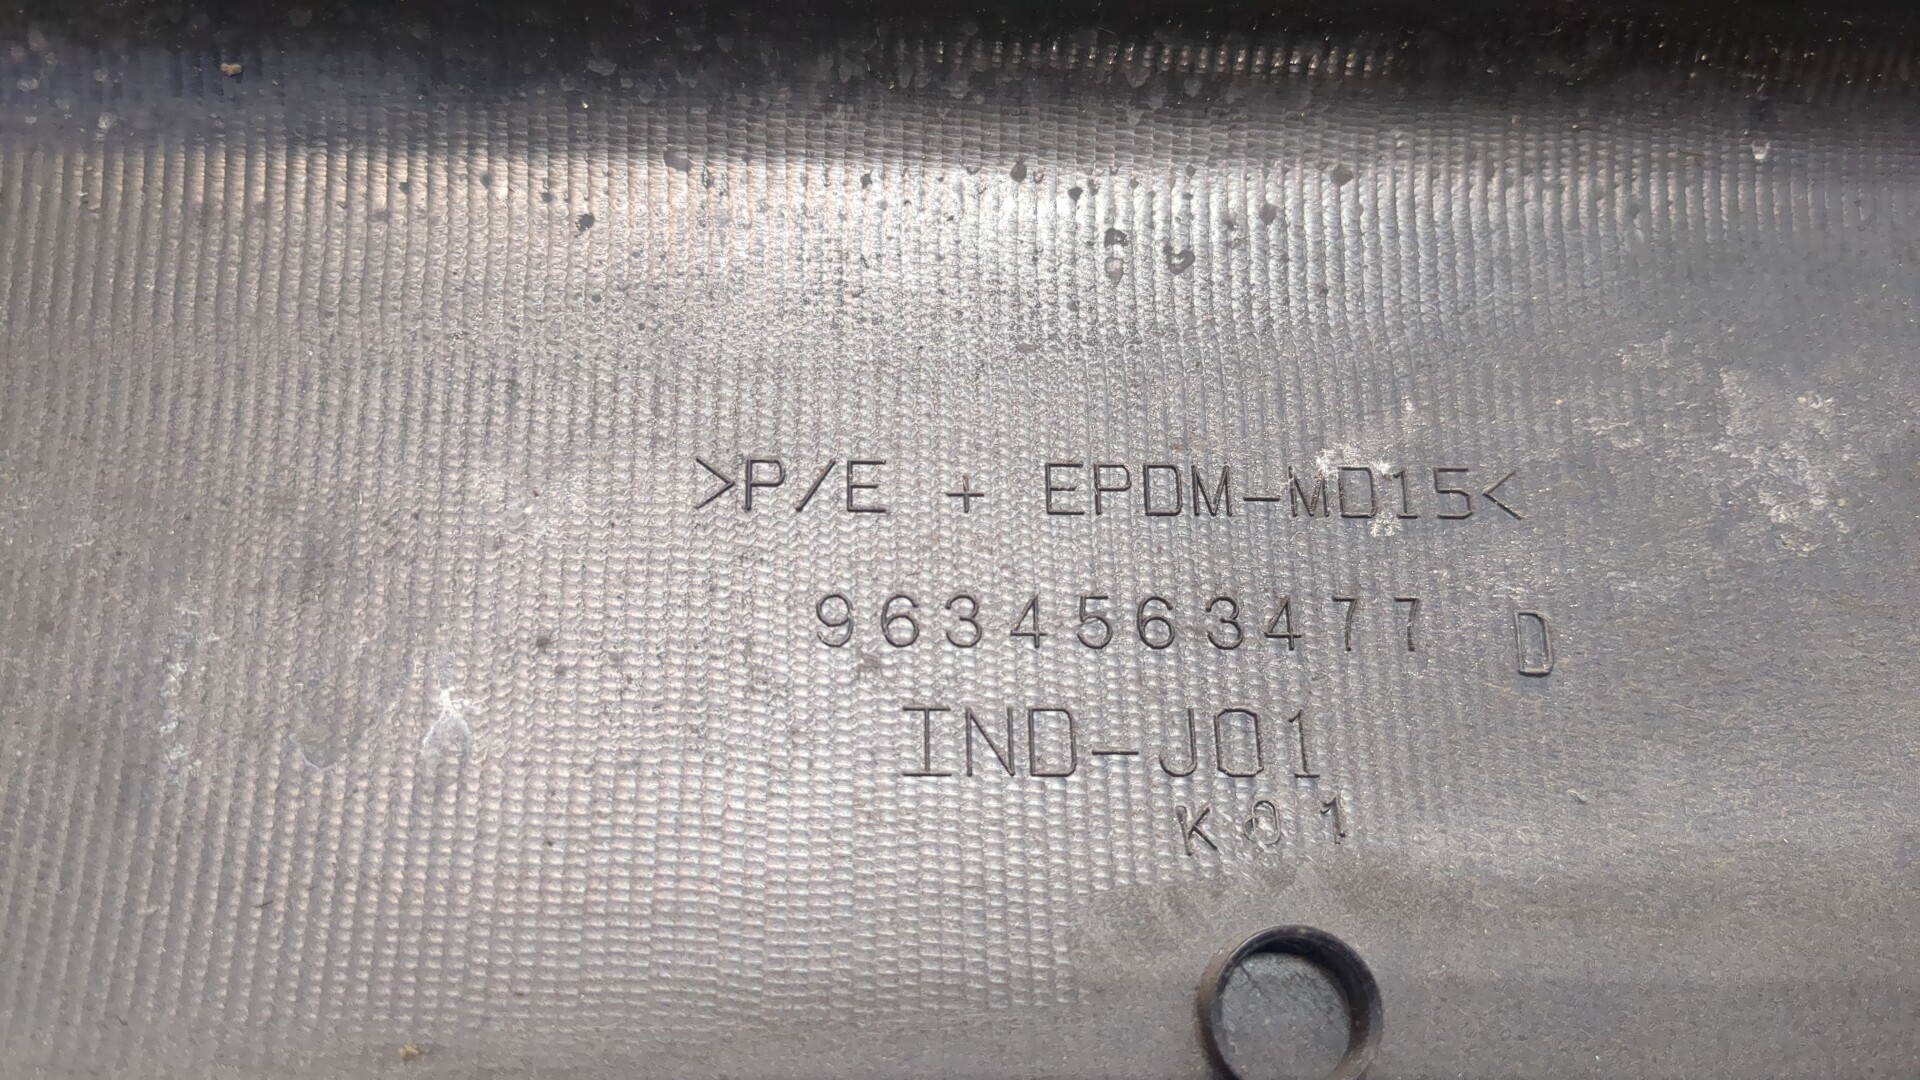 >P/E + EPDM-MD15<
9634563477 D
IND-J01
K01